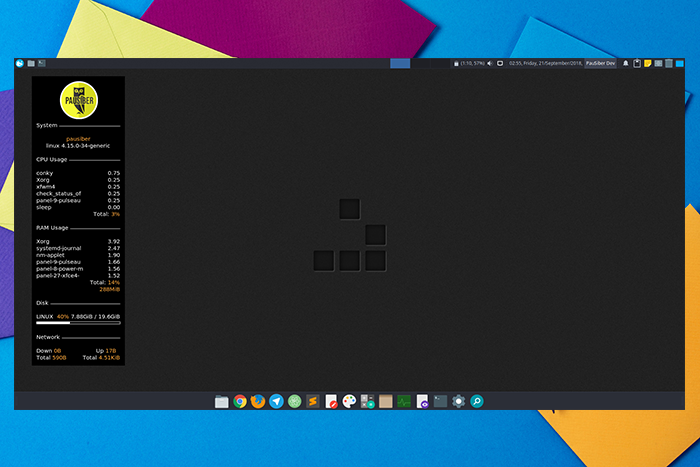 (1:10, 57%)
02:55, Friday, 21/September/2018,
PauSiber Dev
PAUSIBER
System
pausiber
linux 4.15.0-34-generic
CPU Usage
conky 0.75
Xorg 0.25
xfwm4 0.25
check_status_of 0.25
panel-9-pulseau 0.25
sleep 0.00
Total: 3%
RAM Usage
Xorg 3.92
systemd-journal 2.47
nm-applet 1.90
panel-9-pulseau 1.66
panel-8-power-m 1.56
panel-27-xfce4- 1.52
Total: 14%
288MiB
Disk
LINUX 40% 7.88GiB / 19.6GiB
Network
Down 0B Up 17B
Total 590B Total 4.51KiB